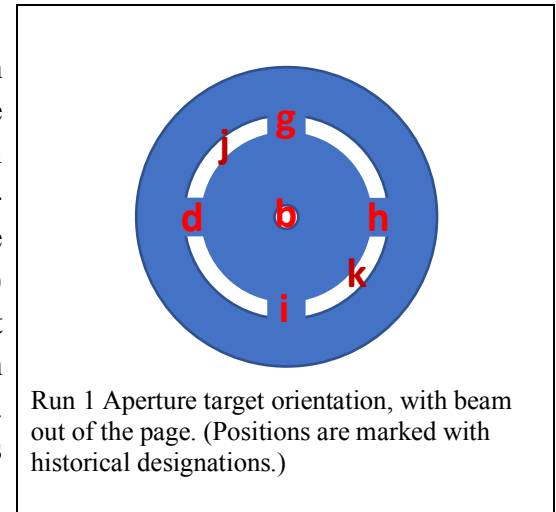 g
j
d b h
k
i
Run 1 Aperture target orientation, with beam
out of the page. (Positions are marked with
historical designations.)